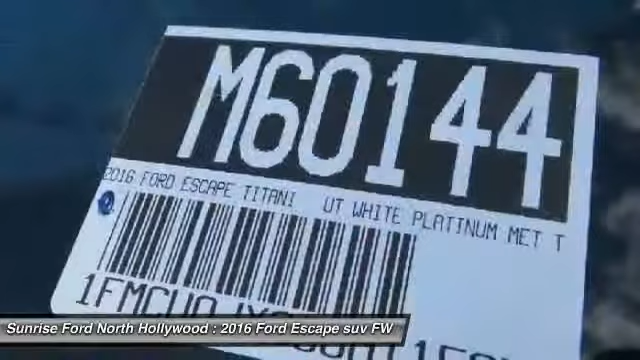 M60144
2016 FORD ESCAPE TITANI UT WHITE PLATINUM MET T
Sunrise Ford North Hollywood : 2016 Ford Escape suv FW